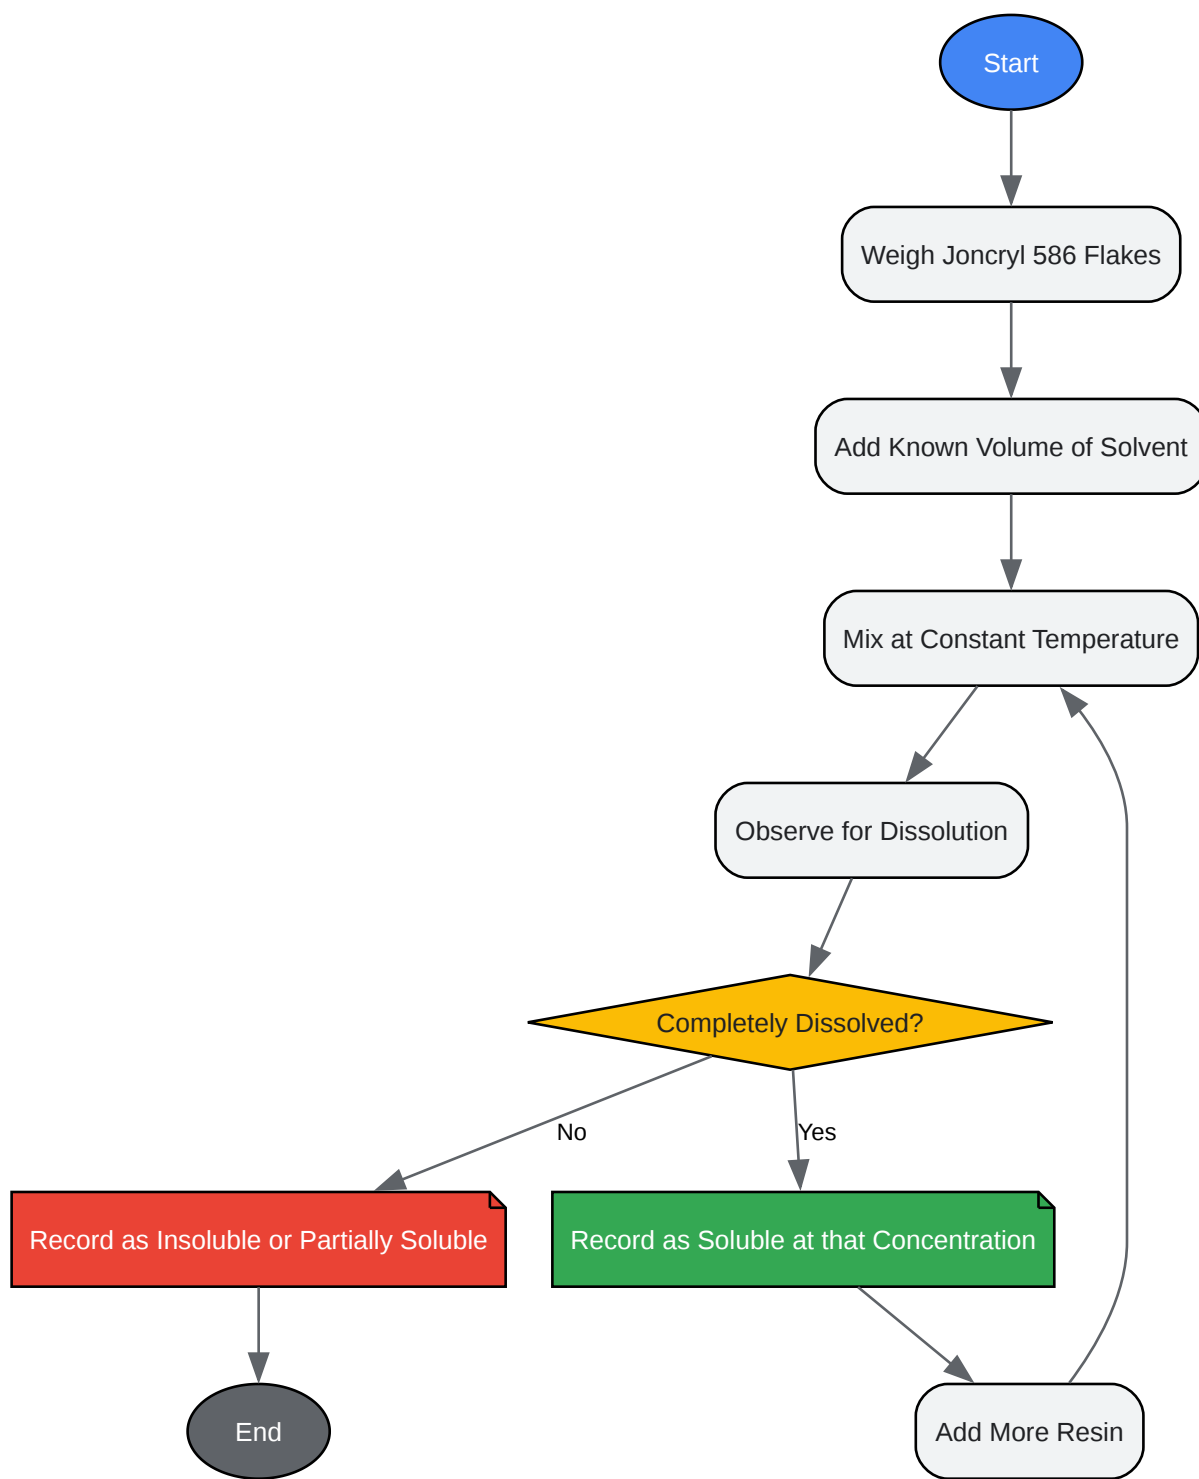 Start
Weigh Joncryl 586 Flakes
Add Known Volume of Solvent
Mix at Constant Temperature
Observe for Dissolution
Completely Dissolved?
No
Yes
Record as Insoluble or Partially Soluble
Record as Soluble at that Concentration
End
Add More Resin